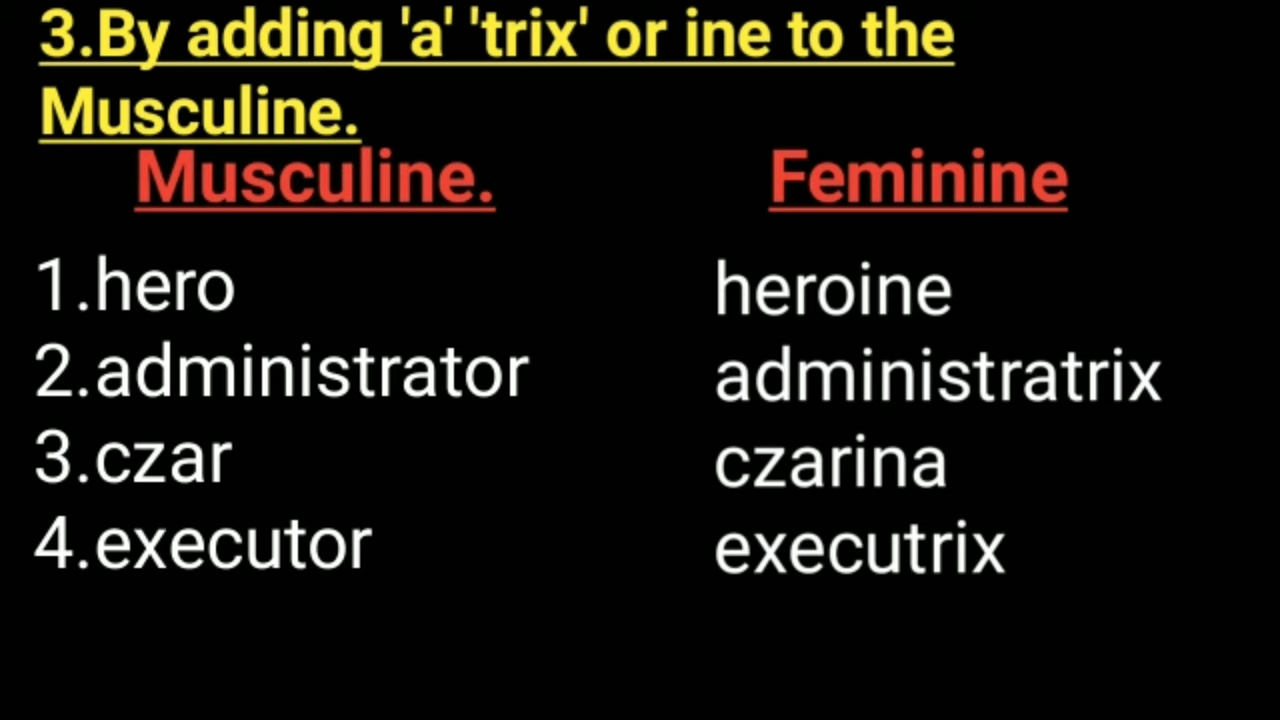 3.By adding 'a' 'trix' or ine to the
Musculine.
Musculine. Feminine
1.hero heroine
2.administrator administratrix
3.czar czarina
4.executor executrix